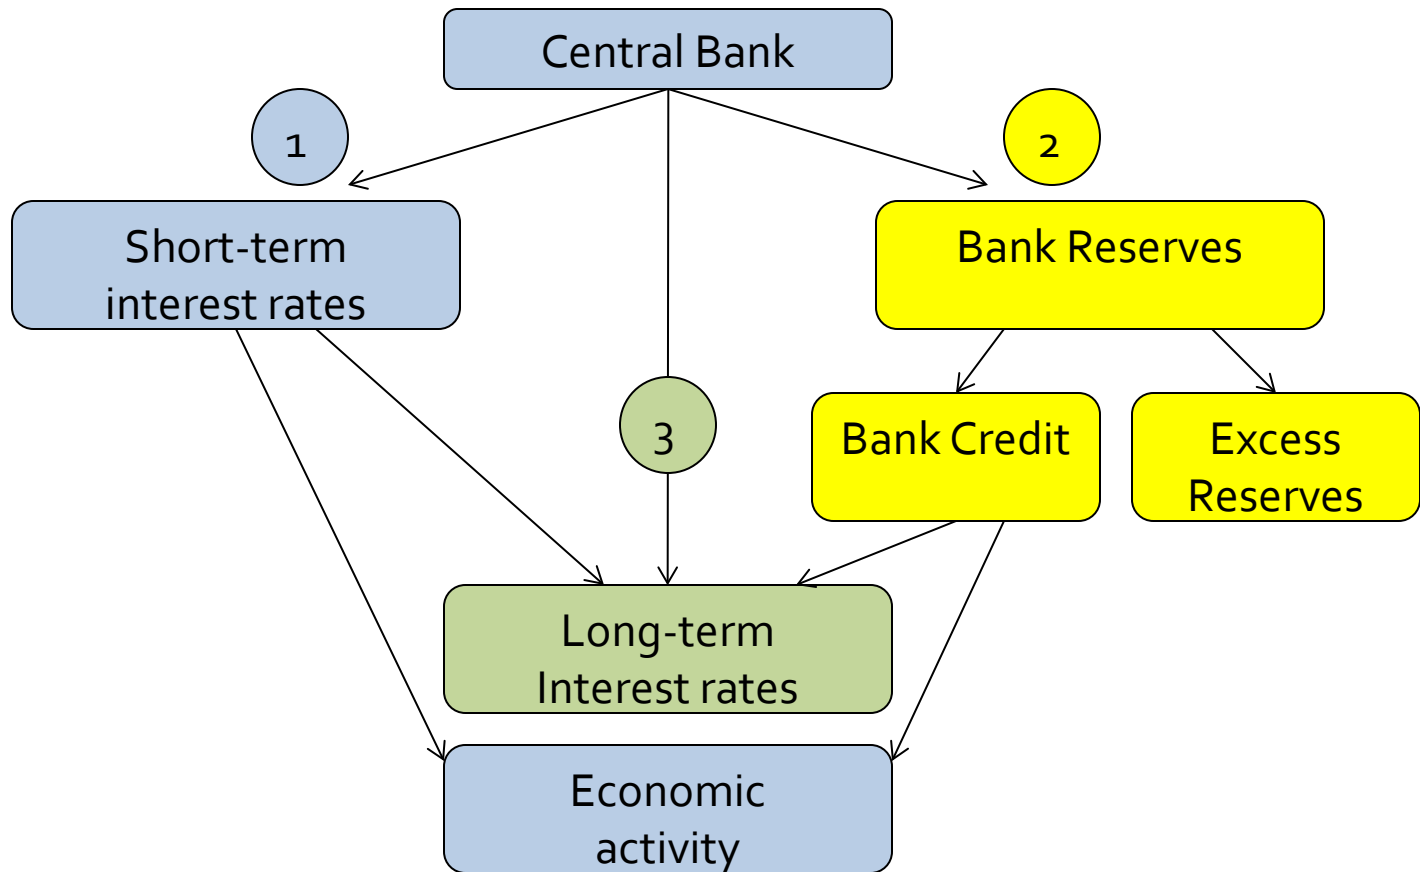 Central Bank
1
2
Short-term
interest rates
Bank Reserves
3
Bank Credit
Excess
Reserves
Long-term
Interest rates
Economic
activity